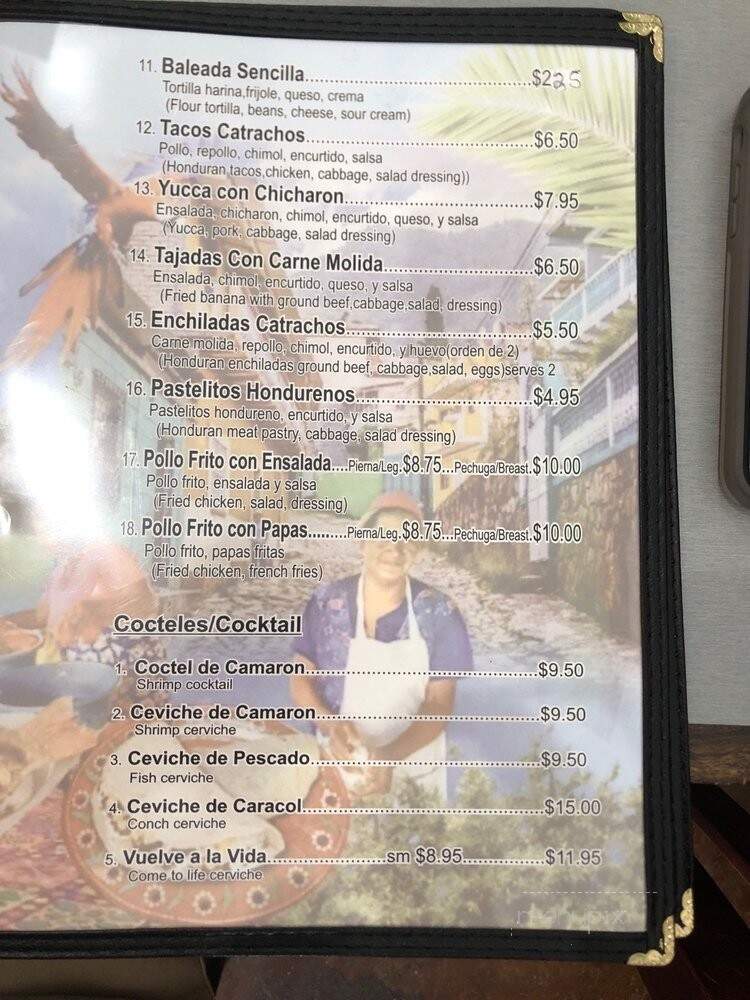 11. Baleada Sencilla..............................$2.25
Tortilla harina,frijole, queso, crema
(Flour tortilla, beans, cheese, sour cream)
12. Tacos Catrachos..............................$6.50
Pollo, repollo, chimol, encurtido, salsa
(Honduran tacos,chicken, cabbage, salad dressing))
13. Yucca con Chicharon.........................$7.95
Ensalada, chicharon, chimol, encurtido, queso, y salsa
(Yucca, pork, cabbage, salad dressing)
14. Tajadas Con Carne Molida....................$6.50
Ensalada, chimol, encurtido, queso, y salsa
(Fried banana with ground beef,cabbage,salad, dressing)
15. Enchiladas Catrachos.........................$5.50
Carne molida, repollo, chimol, encurtido, y huevo(orden de 2)
(Honduran enchiladas ground beef, cabbage,salad, eggs)serves 2
16. Pastelitos Hondurenos........................$4.95
Pastelitos hondureno, encurtido, y salsa
(Honduran meat pastry, cabbage, salad dressing)
17. Pollo Frito con Ensalada....Pierna/Leg.$8.75...Pechuga/Breast.$10.00
Pollo frito, ensalada y salsa
(Fried chicken, salad, dressing)
18. Pollo Frito con Papas.........Pierna/Leg.$8.75...Pechuga/Breast.$10.00
Pollo frito, papas fritas
(Fried chicken, french fries)
Cocteles/Cocktail
1. Coctel de Camaron..............................$9.50
Shrimp cocktail
2. Ceviche de Camaron.............................$9.50
Shrimp cerviche
3. Ceviche de Pescado..............................$9.50
Fish cerviche
4. Ceviche de Caracol..............................$15.00
Conch cerviche
5. Vuelve a la Vida....................sm $8.95..............$11.95
Come to life cerviche
menupix